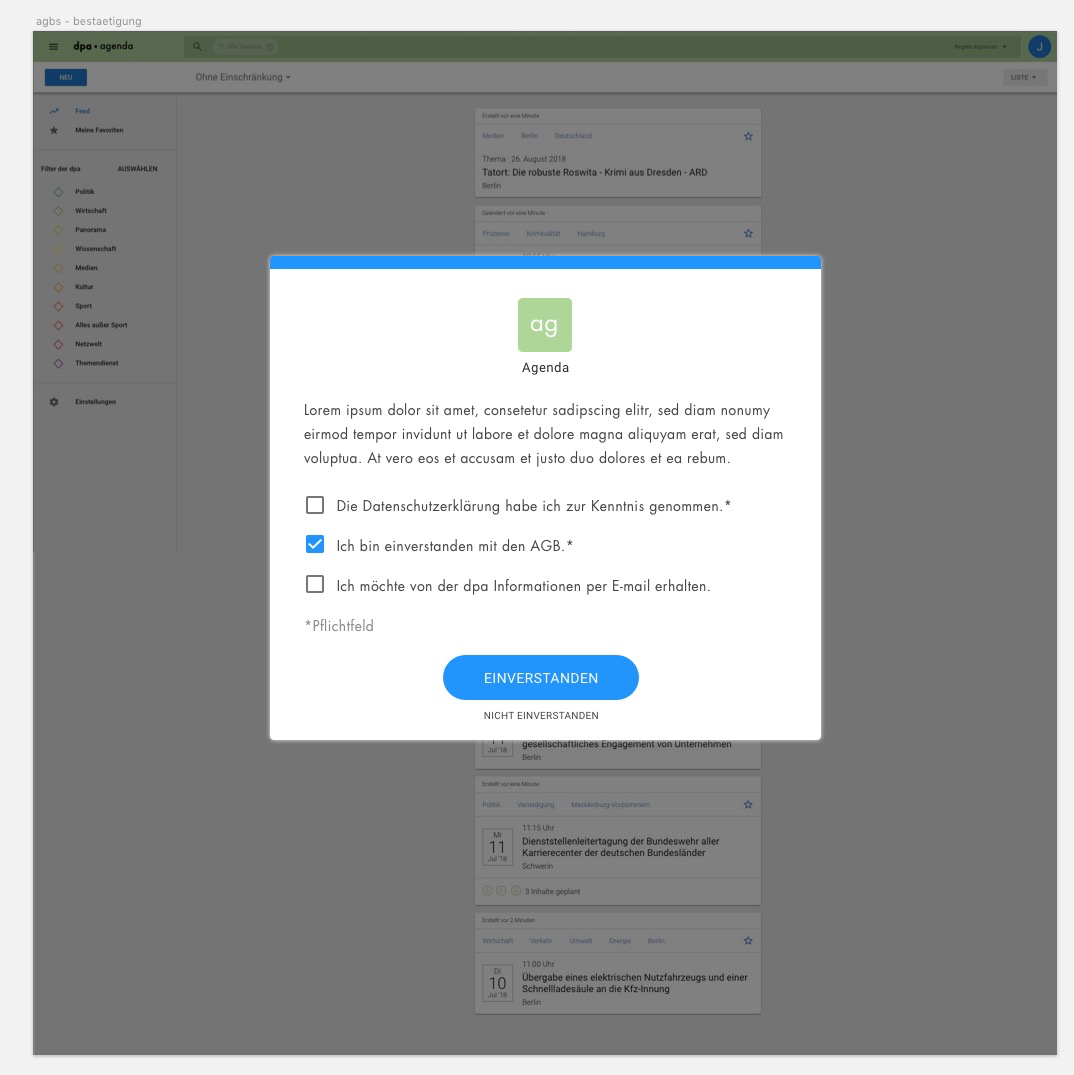 agbs - bestaetigung
dpa • agenda
Alle Termine
Regeln anpassen
J
NEU
Ohne Einschränkung
LISTE
Feed
Meine Favoriten
Filter der dpa AUSWÄHLEN
Politik
Wirtschaft
Panorama
Wissenschaft
Medien
Kultur
Sport
Alles außer Sport
Netzwelt
Themendienst
Einstellungen
Erstellt vor eine Minute
Medien Berlin Deutschland
Thema · 26. August 2018
Tatort: Die robuste Roswita - Krimi aus Dresden - ARD
Berlin
Geändert vor eine Minute
Prozesse Kriminalität Hamburg
ag
Agenda
Lorem ipsum dolor sit amet, consetetur sadipscing elitr, sed diam nonumy
eirmod tempor invidunt ut labore et dolore magna aliquyam erat, sed diam
voluptua. At vero eos et accusam et justo duo dolores et ea rebum.
Die Datenschutzerklärung habe ich zur Kenntnis genommen.*
Ich bin einverstanden mit den AGB.*
Ich möchte von der dpa Informationen per E-mail erhalten.
*Pflichtfeld
EINVERSTANDEN
NICHT EINVERSTANDEN
11
Jul '18
gesellschaftliches Engagement von Unternehmen
Berlin
Erstellt vor eine Minute
Politik Verteidigung Mecklenburg-Vorpommern
Mi
11
Jul '18
11:15 Uhr
Dienststellenleitertagung der Bundeswehr aller
Karrierecenter der deutschen Bundesländer
Schwerin
3 Inhalte geplant
Erstellt vor 2 Minuten
Wirtschaft Verkehr Umwelt Energie Berlin
Di
10
Jul '18
11:00 Uhr
Übergabe eines elektrischen Nutzfahrzeugs und einer
Schnellladesäule an die Kfz-Innung
Berlin